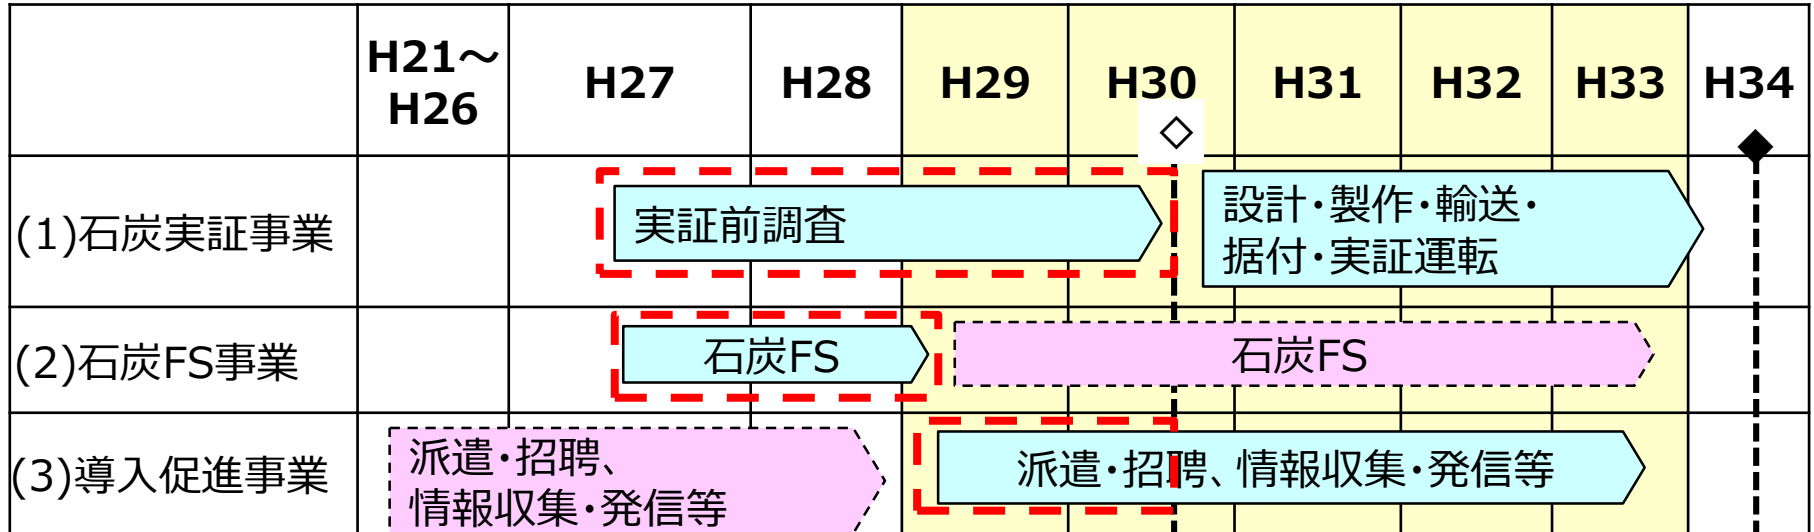 H21～
H26
H27
H28
H29
H30
H31
H32
H33
H34
(1)石炭実証事業
実証前調査
設計・製作・輸送・
据付・実証運転
(2)石炭FS事業
石炭FS
石炭FS
(3)導入促進事業
派遣・招聘、
情報収集・発信等
派遣・招聘、情報収集・発信等